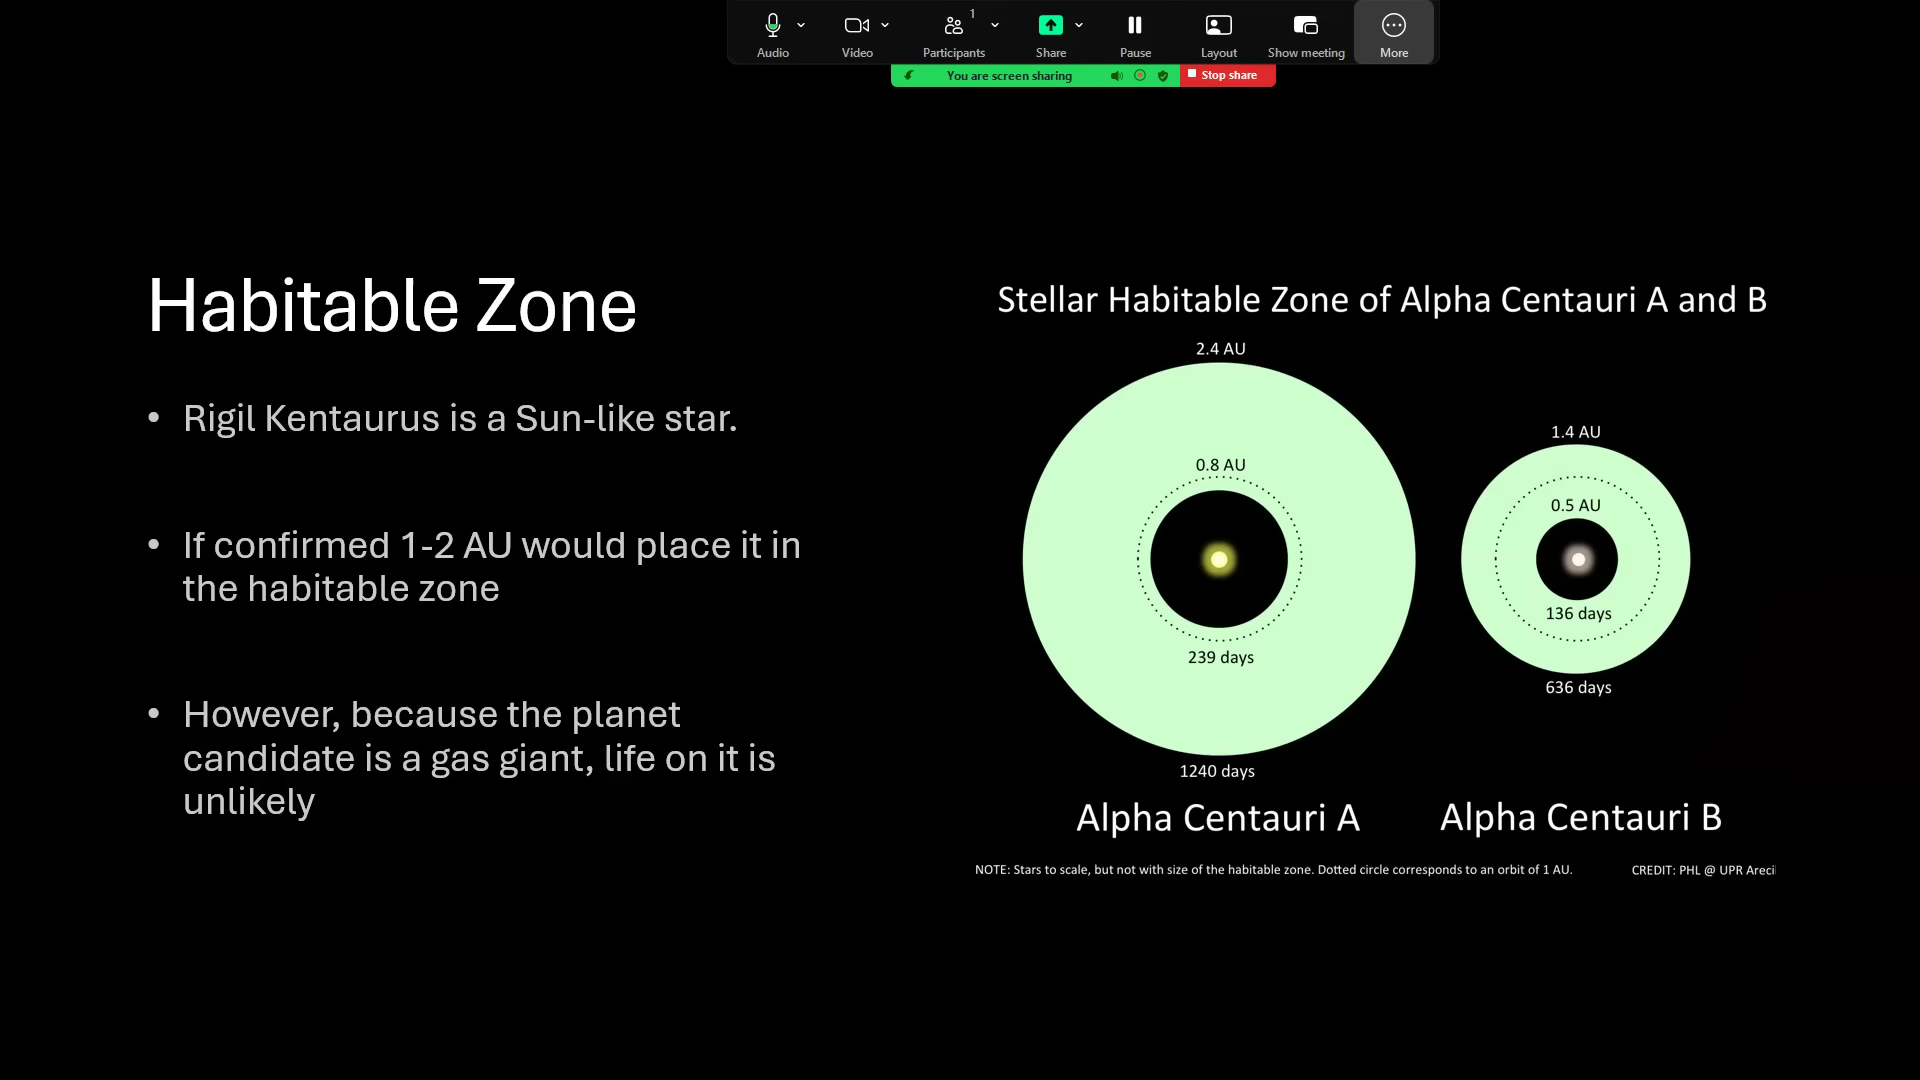 1
Audio
Video
Participants
Share
Pause
Layout
Show meeting
More
You are screen sharing
Stop share
Habitable Zone
• Rigil Kentaurus is a Sun-like star.
• If confirmed 1-2 AU would place it in
the habitable zone
• However, because the planet
candidate is a gas giant, life on it is
unlikely
Stellar Habitable Zone of Alpha Centauri A and B
2.4 AU
0.8 AU
239 days
1240 days
Alpha Centauri A
1.4 AU
0.5 AU
136 days
636 days
Alpha Centauri B
NOTE: Stars to scale, but not with size of the habitable zone. Dotted circle corresponds to an orbit of 1 AU.
CREDIT: PHL @ UPR Areci